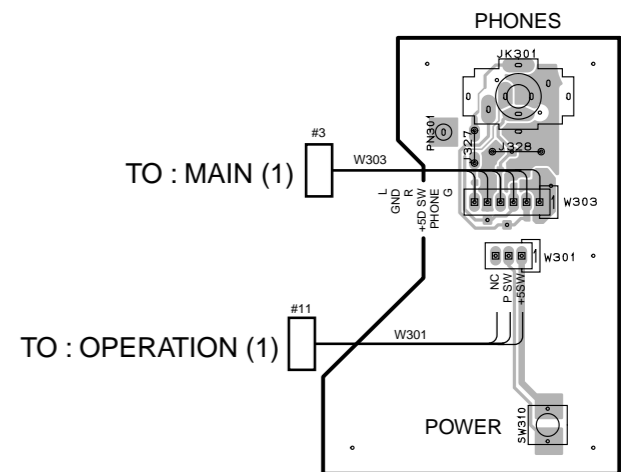 PHONES
JK301
PN301
J327
J328
#3
W303
TO : MAIN (1)
L
GND
R
+5D SW
PHONE
G
1
W303
1
W301
NC
P SW
+5SW
#11
W301
TO : OPERATION (1)
POWER
SW310